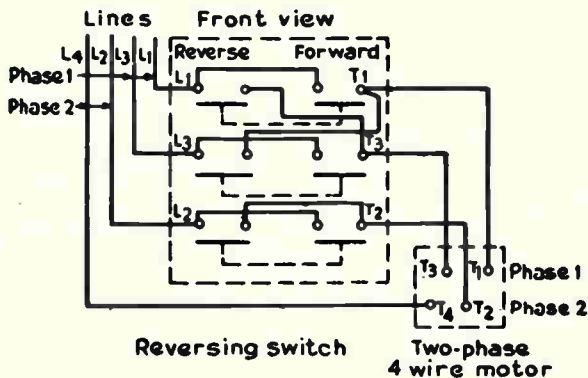 Lines
Front view
L4 L2 L3 L1
Reverse Forward
Phase 1
L1 T1
Phase 2
L3 T3
L2 T2
T3 T1 Phase 1
T4 T2 Phase 2
Reversing switch
Two-phase
4 wire motor